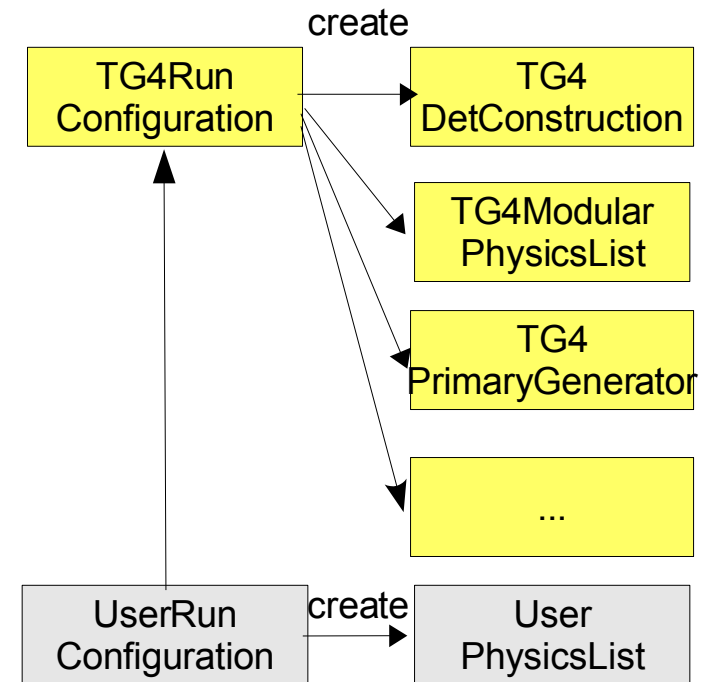 create
TG4Run
Configuration
TG4
DetConstruction
TG4Modular
PhysicsList
TG4
PrimaryGenerator
...
UserRun
Configuration
create
User
PhysicsList